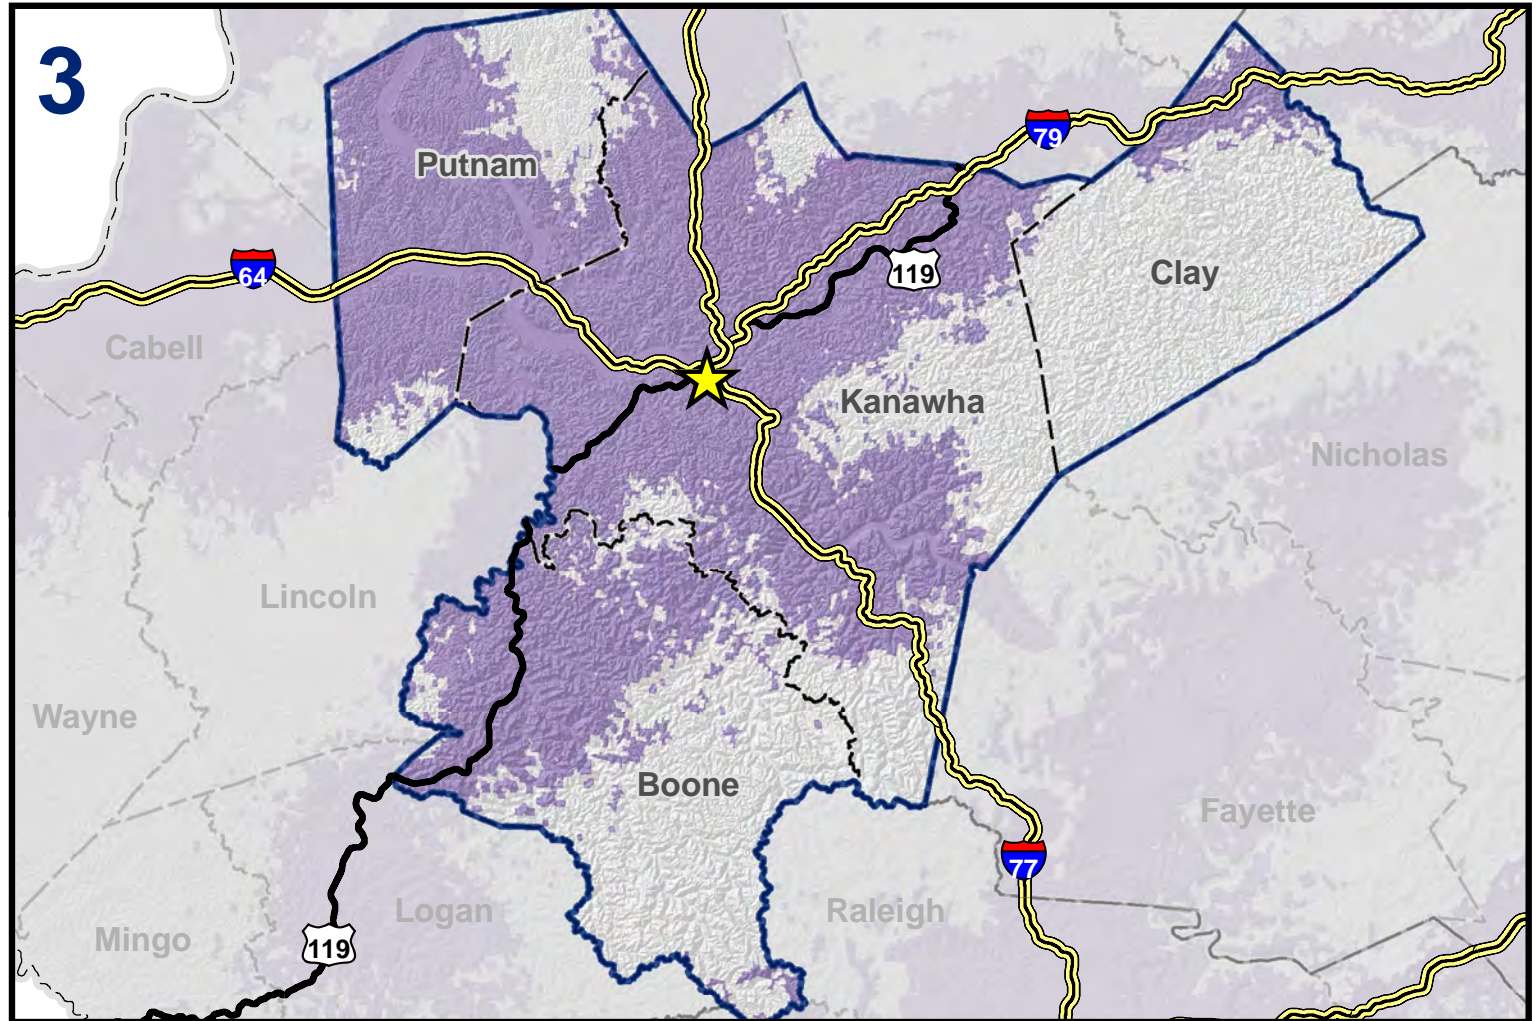 3
Putnam
79
119
Clay
64
Cabell
Kanawha
Nicholas
Lincoln
Wayne
Boone
Fayette
77
Logan
Raleigh
Mingo
119